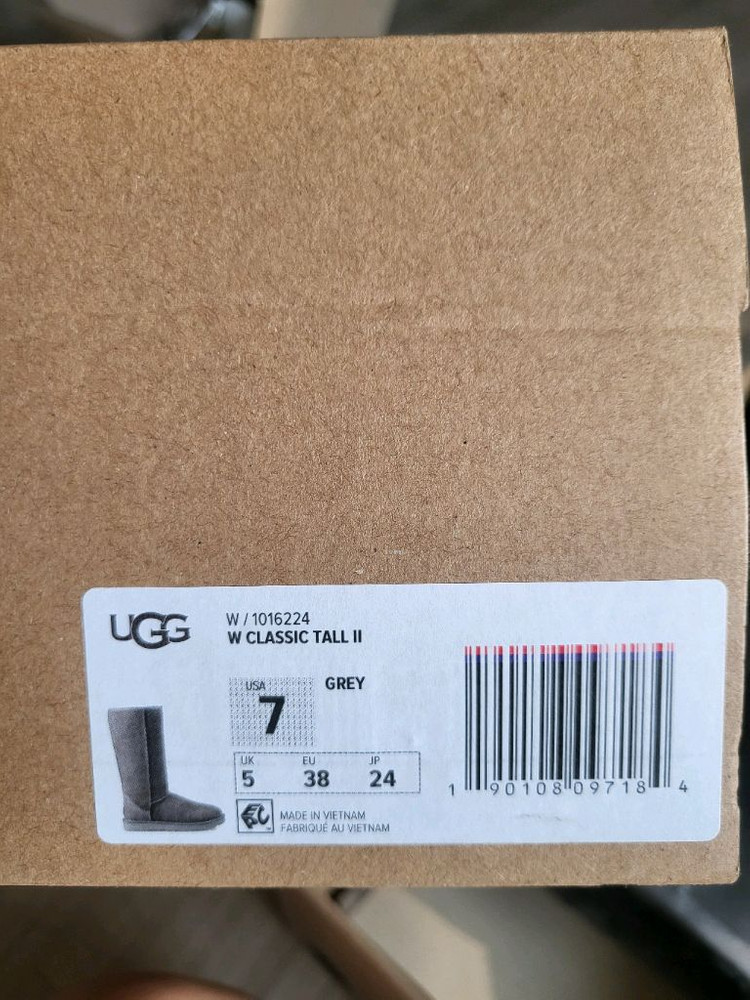 UGG
W / 1016224
W CLASSIC TALL II
USA
7
GREY
UK EU JP
5 38 24
MADE IN VIETNAM
FABRIQUÉ AU VIETNAM
1 90108 09718 4